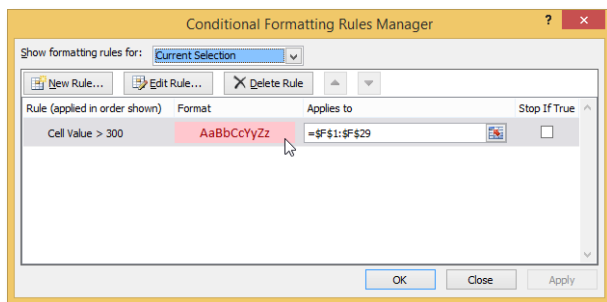 Conditional Formatting Rules Manager
?
Show formatting rules for: Current Selection
New Rule... Edit Rule... Delete Rule
Rule (applied in order shown) Format Applies to Stop If True
Cell Value > 300 AaBbCcYyZz =$F$1:$F$29
OK Close Apply